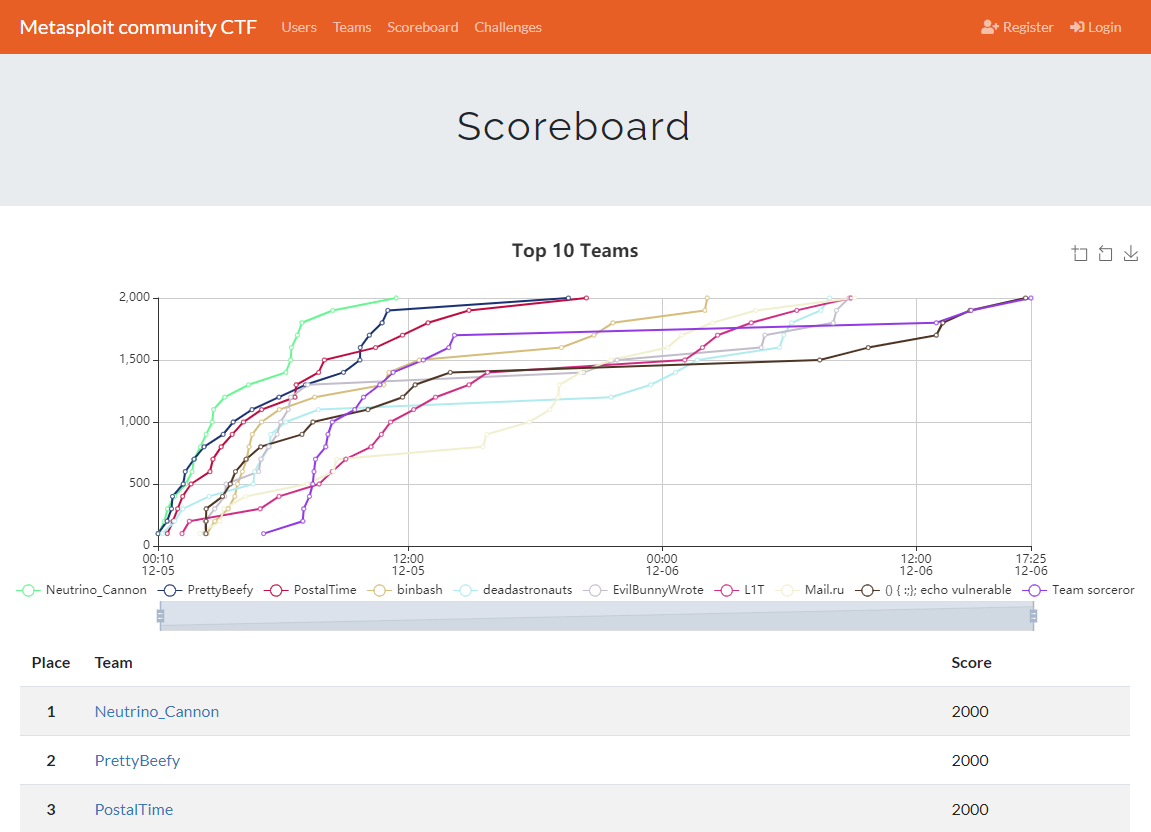 Metasploit community CTF Users Teams Scoreboard Challenges Register Login
Scoreboard
Top 10 Teams
2,000
1,500
1,000
500
0
00:10 12:00 00:00 12:00 17:25
12-05 12-05 12-06 12-06 12-06
Neutrino_Cannon PrettyBeefy PostalTime binbash deadastronauts EvilBunnyWrote L1T Mail.ru () { :;}; echo vulnerable Team sorceror
Place Team Score
1 Neutrino_Cannon 2000
2 PrettyBeefy 2000
3 PostalTime 2000